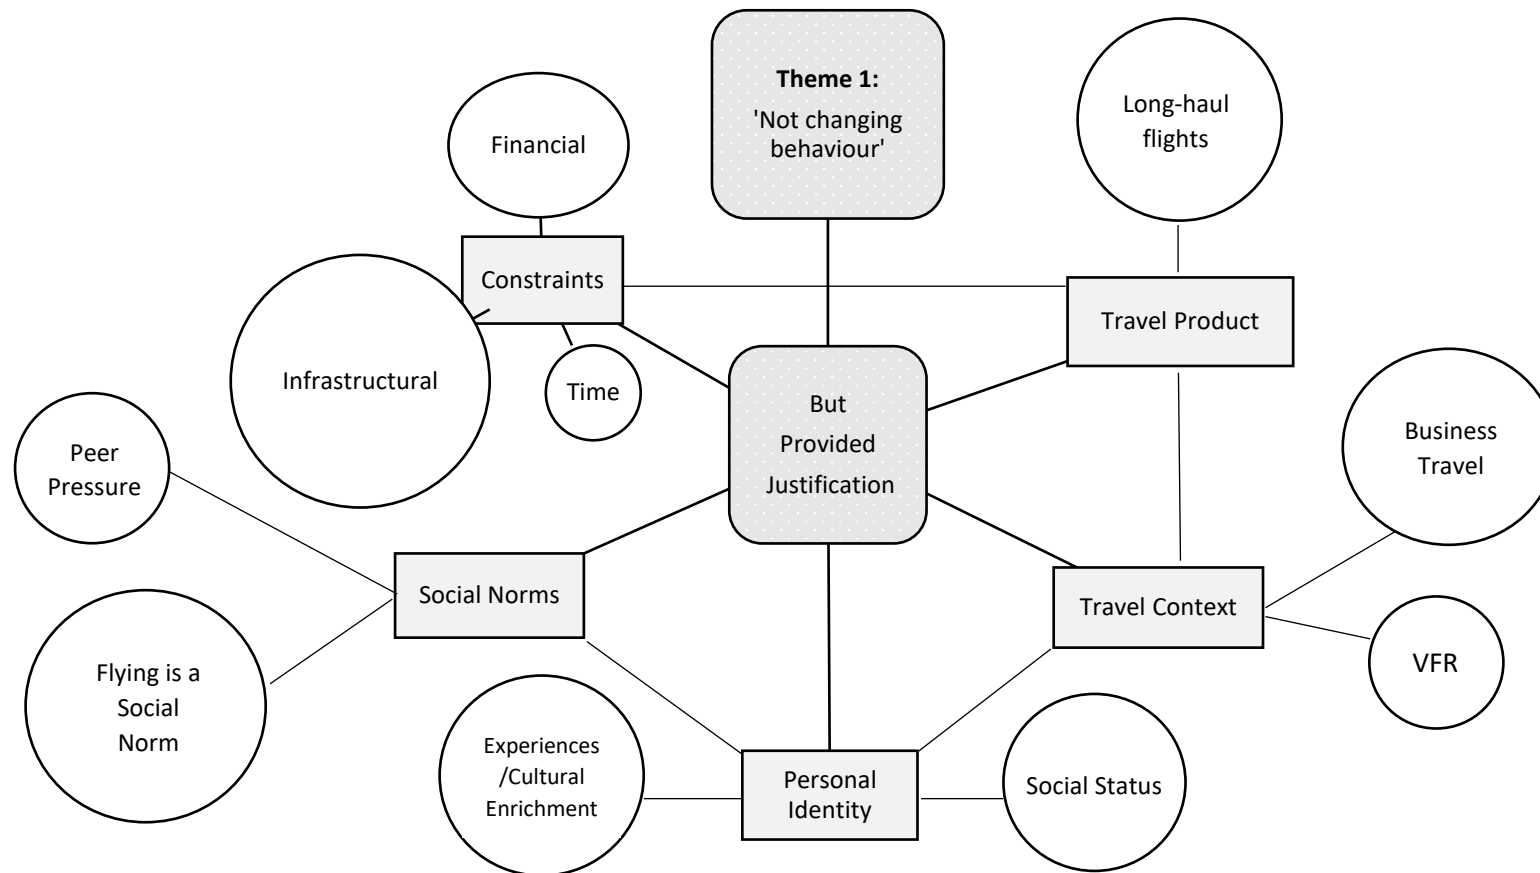 Theme 1:
'Not changing
behaviour'
Long-haul
flights
Financial
Constraints
Travel Product
Infrastructural
Time
But
Provided
Justification
Business
Travel
Peer
Pressure
Social Norms
Travel Context
VFR
Flying is a
Social
Norm
Experiences
/Cultural
Enrichment
Personal
Identity
Social Status